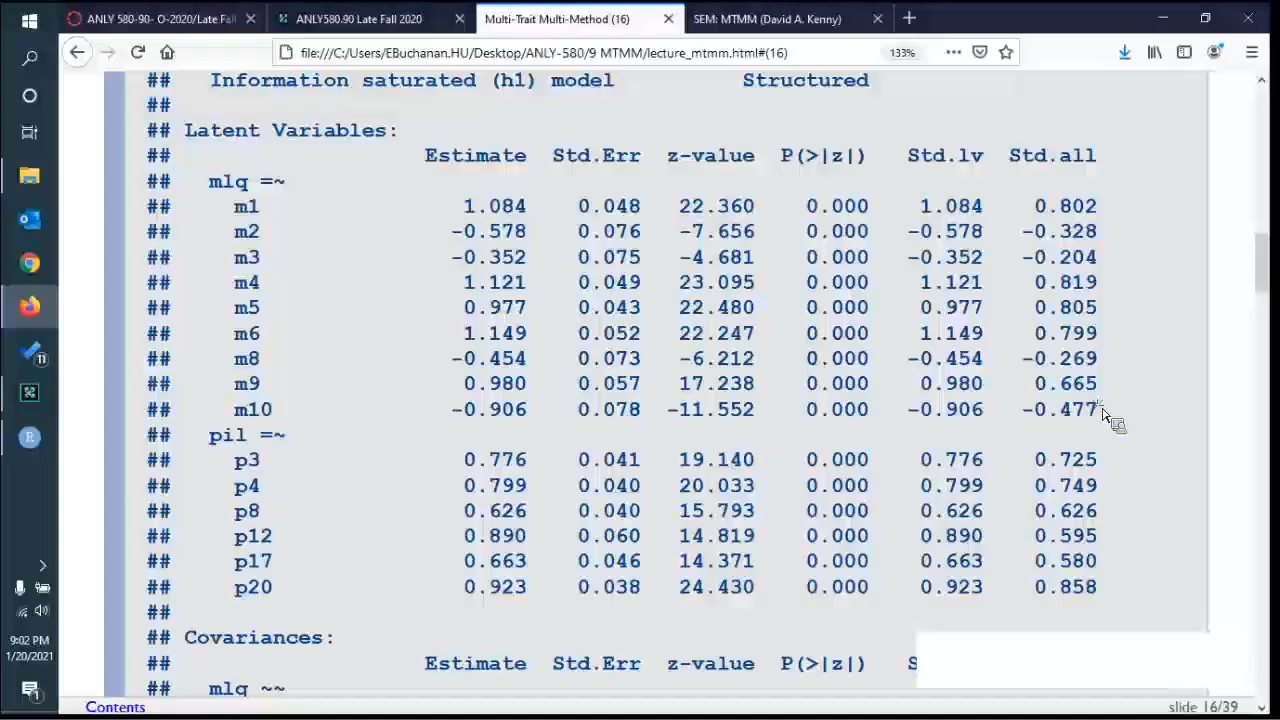 ANLY 580-90- O-2020/Late Fall
ANLY580.90 Late Fall 2020
Multi-Trait Multi-Method (16)
SEM: MTMM (David A. Kenny)
file:///C:/Users/EBuchanan.HU/Desktop/ANLY-580/9 MTMM/lecture_mtmm.html#(16)
133%
## Information saturated (h1) model Structured
##
## Latent Variables:
## Estimate Std.Err z-value P(>|z|) Std.lv Std.all
## mlq =~
## m1 1.084 0.048 22.360 0.000 1.084 0.802
## m2 -0.578 0.076 -7.656 0.000 -0.578 -0.328
## m3 -0.352 0.075 -4.681 0.000 -0.352 -0.204
## m4 1.121 0.049 23.095 0.000 1.121 0.819
## m5 0.977 0.043 22.480 0.000 0.977 0.805
## m6 1.149 0.052 22.247 0.000 1.149 0.799
## m8 -0.454 0.073 -6.212 0.000 -0.454 -0.269
## m9 0.980 0.057 17.238 0.000 0.980 0.665
## m10 -0.906 0.078 -11.552 0.000 -0.906 -0.477
## pil =~
## p3 0.776 0.041 19.140 0.000 0.776 0.725
## p4 0.799 0.040 20.033 0.000 0.799 0.749
## p8 0.626 0.040 15.793 0.000 0.626 0.626
## p12 0.890 0.060 14.819 0.000 0.890 0.595
## p17 0.663 0.046 14.371 0.000 0.663 0.580
## p20 0.923 0.038 24.430 0.000 0.923 0.858
##
## Covariances:
## Estimate Std.Err z-value P(>|z|) S
## mlq ~~
Contents
slide 16/39
11
R
9:02 PM
1/20/2021
1